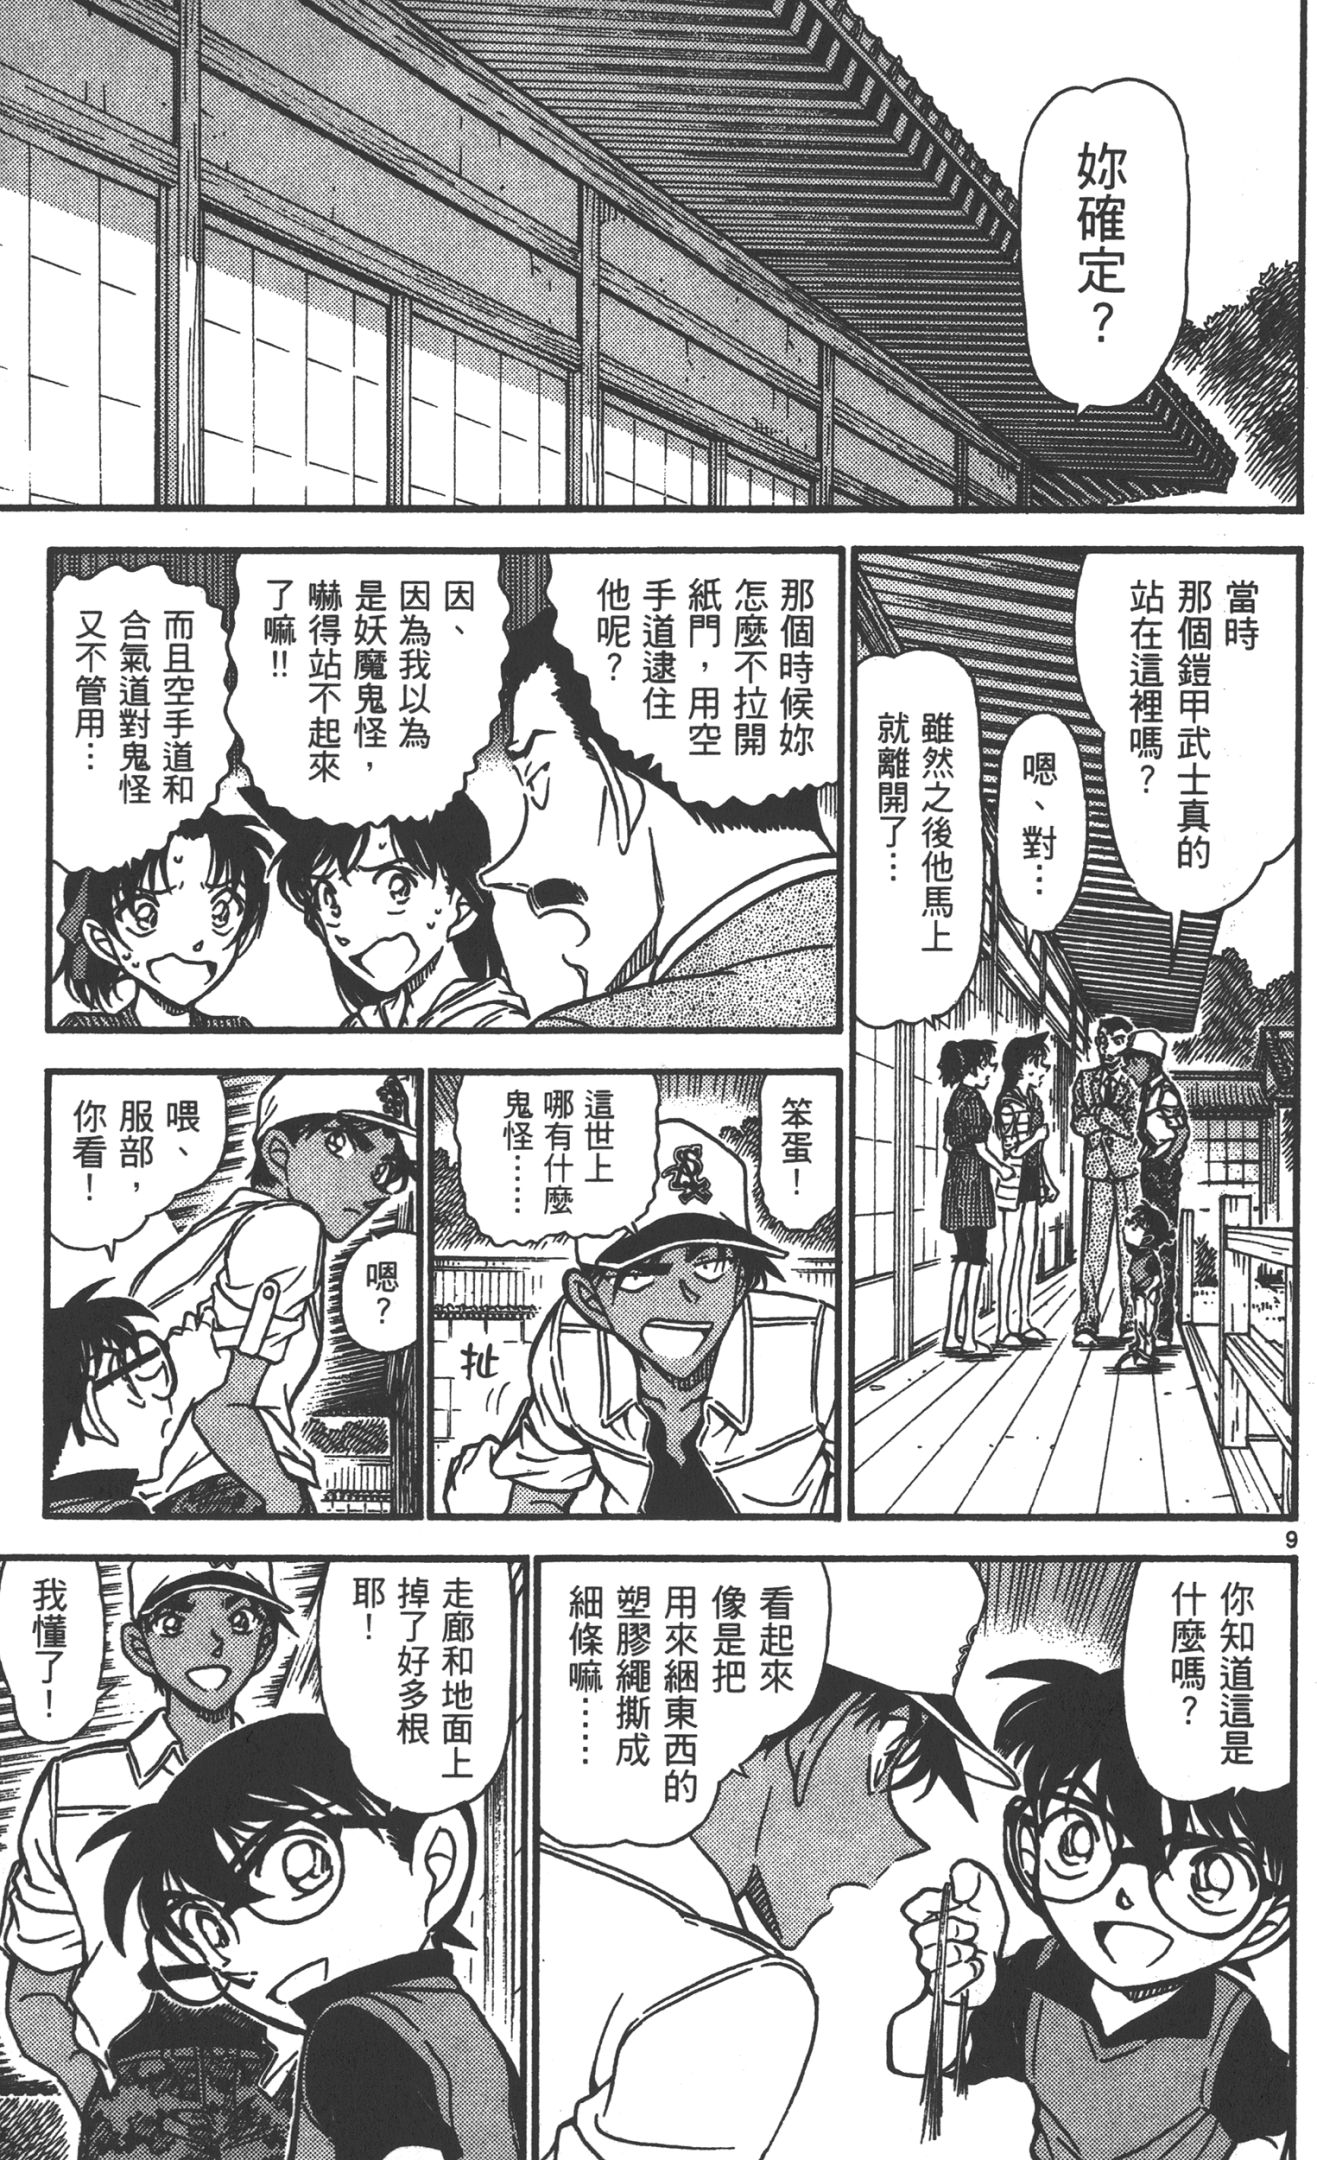 妳確定？
當時
那個鎧甲武士真的
站在這裡嗎？
嗯、對…
雖然之後他馬上
就離開了…
那個時候妳
怎麼不拉開
紙門，用空
手道逮住
他呢？
因、
因為我以為
是妖魔鬼怪，
嚇得站不起來
了嘛!!
而且空手道和
合氣道對鬼怪
又不管用…
笨蛋！
這世上
哪有什麼
鬼怪……
扯
嗯？
喂、
服部，
你看！
9
你知道這是
什麼嗎？
看起來
像是把
用來綑東西的
塑膠繩撕成
細條嘛……
走廊和地面上
掉了好多根
耶！
我懂了！